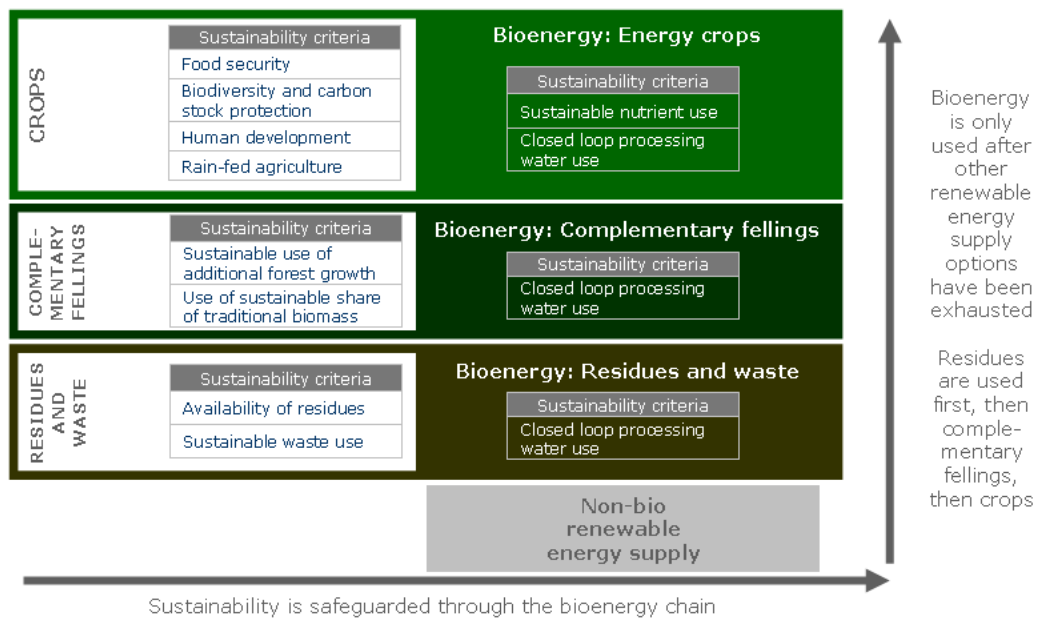 CROPS
Sustainability criteria
Food security
Biodiversity and carbon
stock protection
Human development
Rain-fed agriculture
Bioenergy: Energy crops
Sustainability criteria
Sustainable nutrient use
Closed loop processing
water use
COMPLE-
MENTARY
FELLINGS
Sustainability criteria
Sustainable use of
additional forest growth
Use of sustainable share
of traditional biomass
Bioenergy: Complementary fellings
Sustainability criteria
Closed loop processing
water use
RESIDUES
AND
WASTE
Sustainability criteria
Availability of residues
Sustainable waste use
Bioenergy: Residues and waste
Sustainability criteria
Closed loop processing
water use
Non-bio
renewable
energy supply
Sustainability is safeguarded through the bioenergy chain
Bioenergy
is only
used after
other
renewable
energy
supply
options
have been
exhausted
Residues
are used
first, then
comple-
mentary
fellings,
then crops